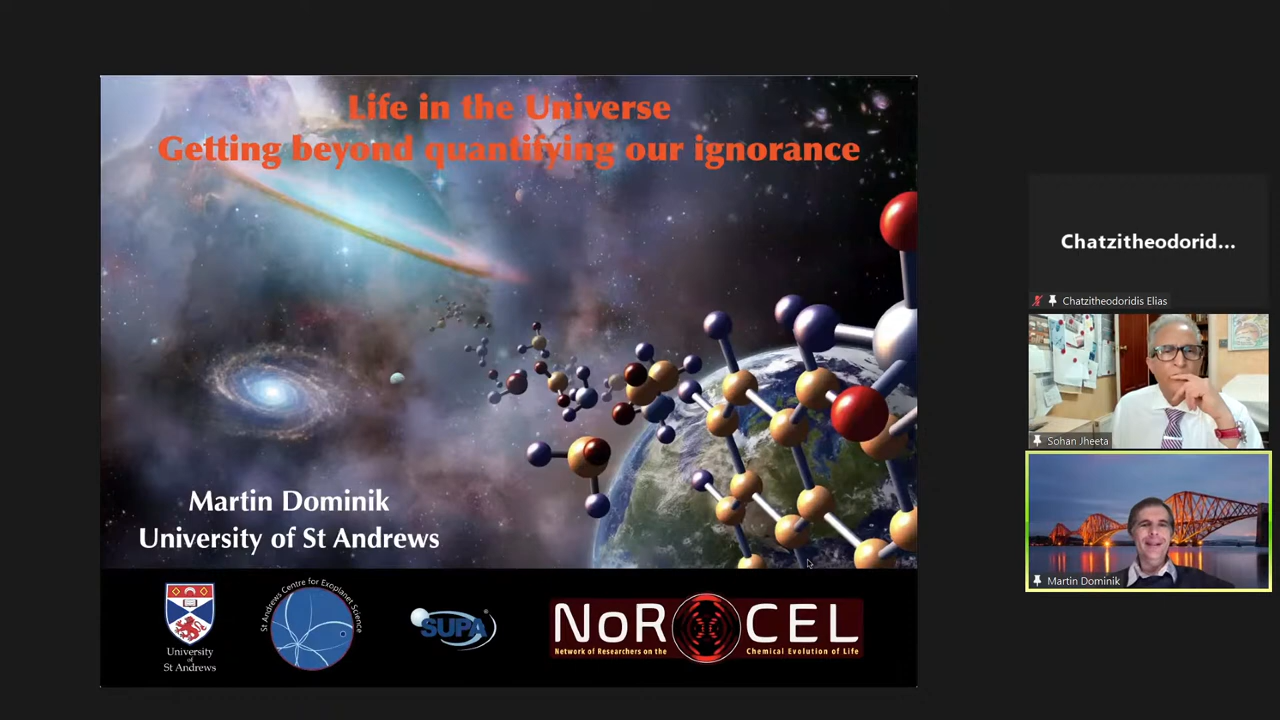 Life in the Universe
Getting beyond quantifying our ignorance
Martin Dominik
University of St Andrews
University
of
St Andrews
St Andrews Centre for Exoplanet Science
SUPA
NoR CEL
Network of Researchers on the Chemical Evolution of Life
Chatzitheodorid...
Chatzitheodoridis Elias
Sohan Jheeta
Martin Dominik